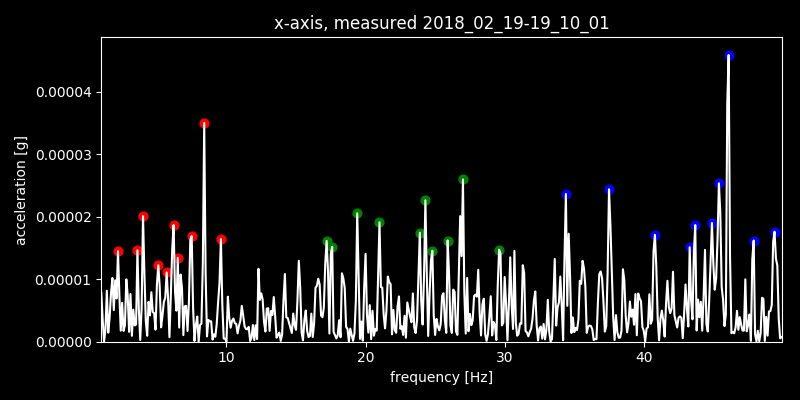 x-axis, measured 2018_02_19-19_10_01
acceleration [g]
0.00004
0.00003
0.00002
0.00001
0.00000
10 20 30 40
frequency [Hz]